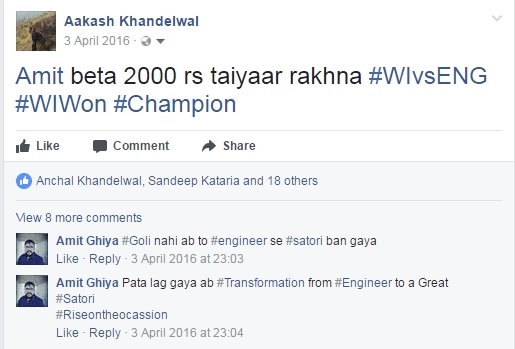 Aakash Khandelwal
3 April 2016 ·
Amit beta 2000 rs taiyaar rakhna #WIvsENG
#WIWon #Champion
Like Comment Share
Anchal Khandelwal, Sandeep Kataria and 18 others
View 8 more comments
Amit Ghiya #Goli nahi ab to #engineer se #satori ban gaya
Like · Reply · 3 April 2016 at 23:03
Amit Ghiya Pata lag gaya ab #Transformation from #Engineer to a Great
#Satori
#Riseontheocassion
Like · Reply · 3 April 2016 at 23:04